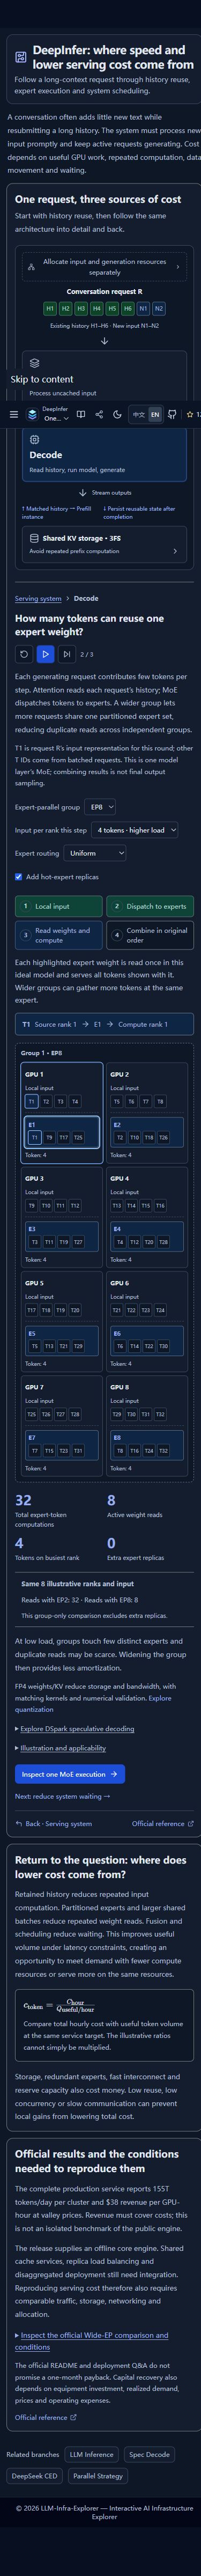 DeepInfer: where speed and
lower serving cost come from
Follow a long-context request through history reuse,
expert execution and system scheduling.
A conversation often adds little new text while
resubmitting a long history. The system must process new
input promptly and keep active requests generating. Cost
depends on useful GPU work, repeated computation, data
movement and waiting.
One request, three sources of cost
Start with history reuse, then follow the same
architecture into detail and back.
Allocate input and generation resources
separately
Conversation request R
H1 H2 H3 H4 H5 H6 N1 N2
Existing history H1–H6 · New input N1–N2
Skip to content
Process uncached input
DeepInfer
One...
中文 EN
Decode
Read history, run model, generate
Stream outputs
↑ Matched history → Prefill
instance
↓ Persist reusable state after
completion
Shared KV storage • 3FS
Avoid repeated prefix computation
Serving system > Decode
How many tokens can reuse one
expert weight?
2 / 3
Each generating request contributes few tokens per
step. Attention reads each request's history; MoE
dispatches tokens to experts. A wider group lets
more requests share one partitioned expert set,
reducing duplicate reads across independent groups.
T1 is request R's input representation for this round; other
T IDs come from batched requests. This is one model
layer's MoE; combining results is not final output
sampling.
Expert-parallel group EP8
Input per rank this step 4 tokens · higher load
Expert routing Uniform
Add hot-expert replicas
1 Local input
2 Dispatch to experts
3 Read weights and
compute
4 Combine in original
order
Each highlighted expert weight is read once in this
ideal model and serves all tokens shown with it.
Wider groups can gather more tokens at the same
expert.
T1 Source rank 1 → E1 → Compute rank 1
Group 1 • EP8
GPU 1
Local input
T1 T2 T3 T4
E1
T1 T9 T17 T25
Token: 4
GPU 2
Local input
T5 T6 T7 T8
E2
T2 T10 T18 T26
Token: 4
GPU 3
Local input
T9 T10 T11 T12
E3
T3 T11 T19 T27
Token: 4
GPU 4
Local input
T13 T14 T15 T16
E4
T4 T12 T20 T28
Token: 4
GPU 5
Local input
T17 T18 T19 T20
E5
T5 T13 T21 T29
Token: 4
GPU 6
Local input
T21 T22 T23 T24
E6
T6 T14 T22 T30
Token: 4
GPU 7
Local input
T25 T26 T27 T28
E7
T7 T15 T23 T31
Token: 4
GPU 8
Local input
T29 T30 T31 T32
E8
T8 T16 T24 T32
Token: 4
32
Total expert-token
computations
8
Active weight reads
4
Tokens on busiest rank
0
Extra expert replicas
Same 8 illustrative ranks and input
Reads with EP2: 32 · Reads with EP8: 8
This group-only comparison excludes extra replicas.
At low load, groups touch few distinct experts and
duplicate reads may be scarce. Widening the group
then provides less amortization.
FP4 weights/KV reduce storage and bandwidth, with
matching kernels and numerical validation. Explore
quantization
▸ Explore DSpark speculative decoding
▸ Illustration and applicability
Inspect one MoE execution →
Next: reduce system waiting →
Back · Serving system
Official reference
Return to the question: where does
lower cost come from?
Retained history reduces repeated input
computation. Partitioned experts and larger shared
batches reduce repeated weight reads. Fusion and
scheduling reduce waiting. This improves useful
volume under latency constraints, creating an
opportunity to meet demand with fewer compute
resources or serve more on the same resources.
c_token = C_hour / Q_useful/hour
Compare total hourly cost with useful token volume
at the same service target. The illustrative ratios
cannot simply be multiplied.
Storage, redundant experts, fast interconnect and
reserve capacity also cost money. Low reuse, low
concurrency or slow communication can prevent
local gains from lowering total cost.
Official results and the conditions
needed to reproduce them
The complete production service reports 155T
tokens/day per cluster and $38 revenue per GPU-
hour at valley prices. Revenue must cover costs; this
is not an isolated benchmark of the public engine.
The release supplies an offline core engine. Shared
cache services, replica load balancing and
disaggregated deployment still need integration.
Reproducing serving cost therefore also requires
comparable traffic, storage, networking and
allocation.
▸ Inspect the official Wide-EP comparison and
conditions
The official README and deployment Q&A do not
promise a one-month payback. Capital recovery also
depends on equipment investment, realized demand,
prices and operating expenses.
Official reference
Related branches LLM Inference Spec Decode
DeepSeek CED Parallel Strategy
© 2026 LLM-Infra-Explorer — Interactive AI Infrastructure
Explorer